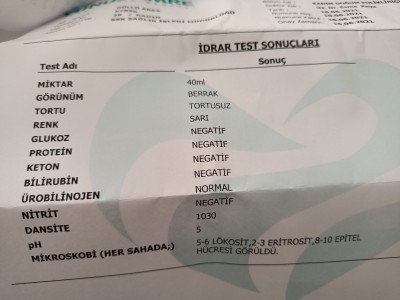 İDRAR TEST SONUÇLARI
Test Adı Sonuç
MİKTAR 40ml
GÖRÜNÜM BERRAK
TORTU TORTUSUZ
RENK SARI
GLUKOZ NEGATİF
PROTEİN NEGATİF
KETON NEGATİF
BİLİRUBİN NEGATİF
ÜROBİLİNOJEN NORMAL
NİTRİT NEGATİF
DANSİTE 1030
pH 5
MİKROSKOBİ (HER SAHADA;) 5-6 LÖKOSİT,2-3 ERİTROSİT,8-10 EPİTEL
HÜCRESİ GÖRÜLDÜ.